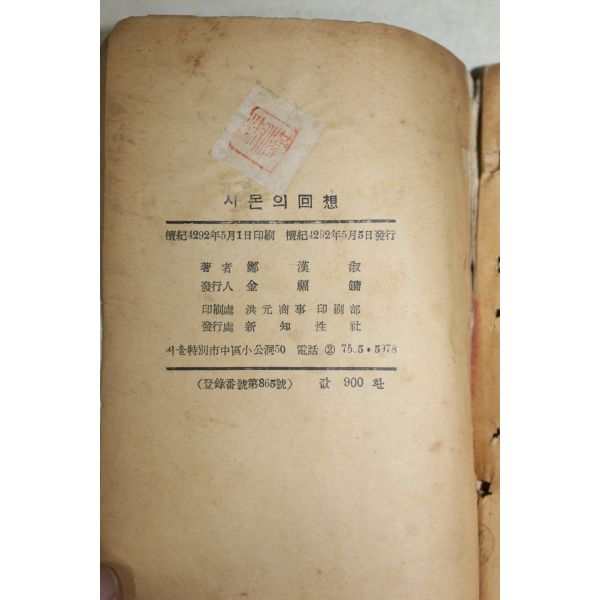 시몬의 回想
檀紀4292年5月1日印刷 檀紀4292年5月5日發行
著者 鄭漢淑
發行人 金福鏞
印刷處 洪元商事 印刷部
發行處 新知性社
서울特別市中區小公洞50 電話 ② 75.5•5978
(登錄番號第865號) 값 900 환